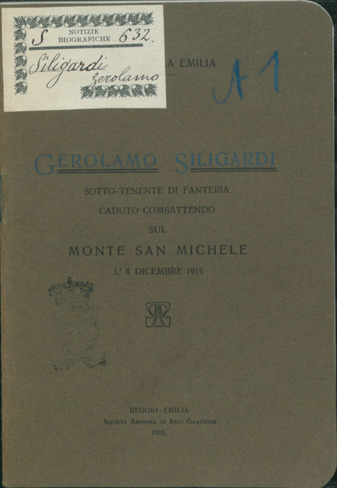 S
NOTIZIE
BIOGRAFICHE
632.
Siligardi
Gerolamo
A EMILIA
A 1
GEROLAMO SILIGARDI
SOTTO-TENENTE DI FANTERIA
CADUTO COMBATTENDO
SUL
MONTE SAN MICHELE
L' 8 DICEMBRE 1915
REGGIO-EMILIA
SOCIETÀ ANONIMA DI ARTI GRAFICHE
1918.